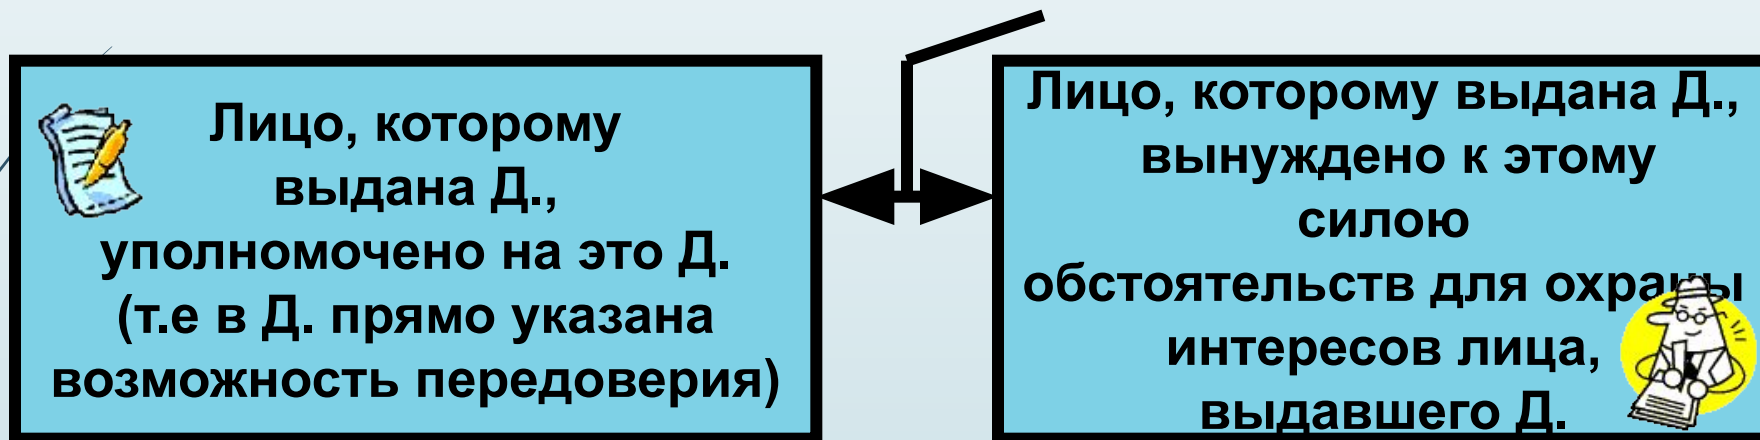 Лицо, которому
выдана Д.,
уполномочено на это Д.
(т.е в Д. прямо указана
возможность передоверия)
Лицо, которому выдана Д.,
вынуждено к этому
силою
обстоятельств для охраны
интересов лица,
выдавшего Д.